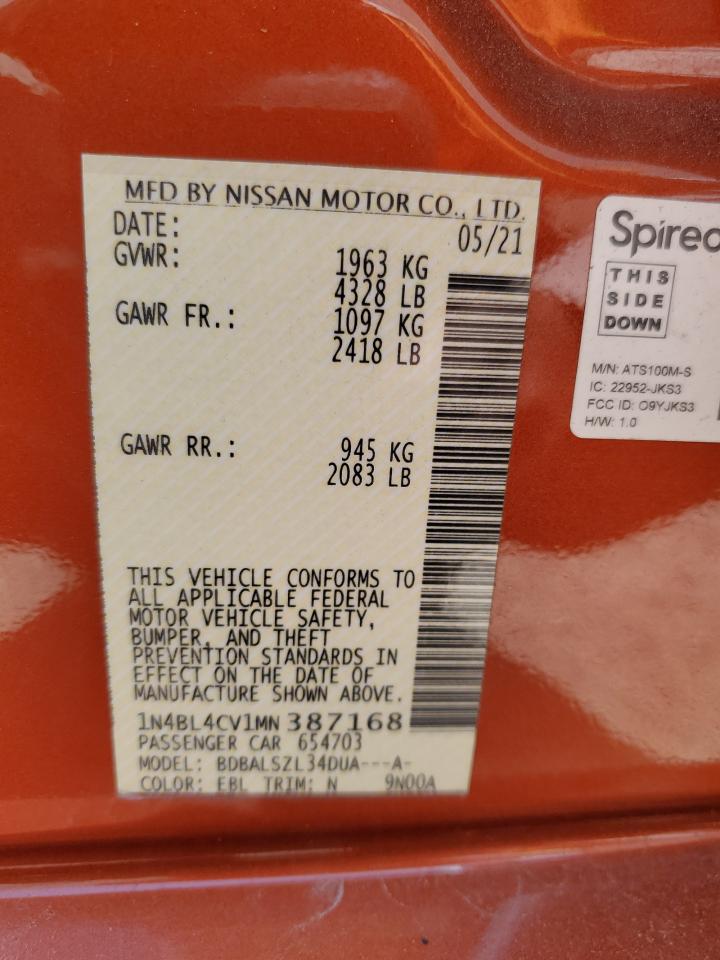 MFD BY NISSAN MOTOR CO., LTD.
DATE: 05/21
GVWR: 1963 KG
4328 LB
GAWR FR.: 1097 KG
2418 LB
GAWR RR.: 945 KG
2083 LB
THIS VEHICLE CONFORMS TO
ALL APPLICABLE FEDERAL
MOTOR VEHICLE SAFETY,
BUMPER, AND THEFT
PREVENTION STANDARDS IN
EFFECT ON THE DATE OF
MANUFACTURE SHOWN ABOVE.
1N4BL4CV1MN387168
PASSENGER CAR 654703
MODEL: BDBALSZL34DUA---A-
COLOR: EBL TRIM: N 9N00A
Spireo
THIS
SIDE
DOWN
M/N: ATS100M-S
IC: 22952-JKS3
FCC ID: O9YJKS3
H/W: 1.0